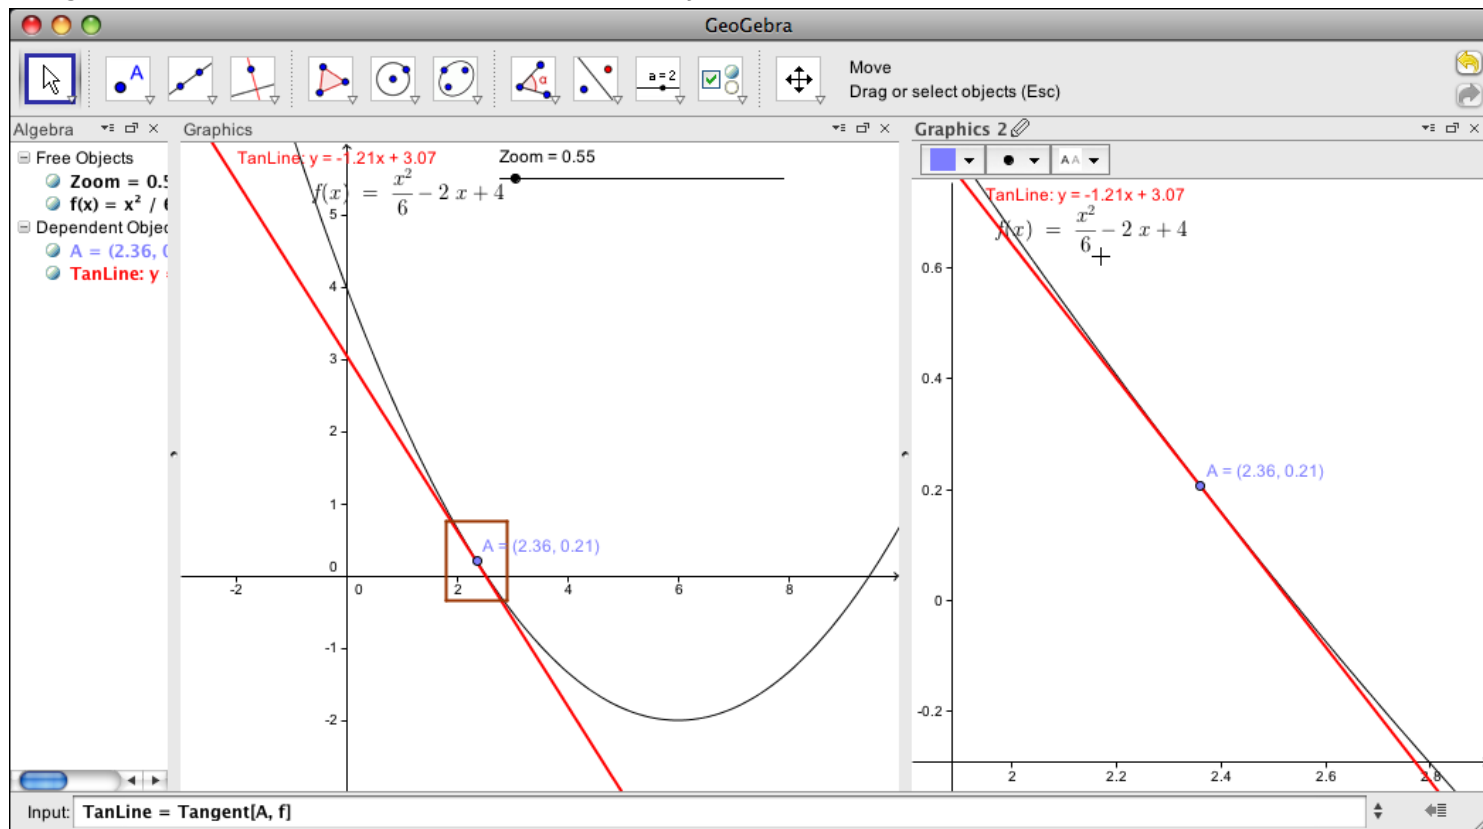 GeoGebra
A
α
a = 2
Move
Drag or select objects (Esc)
Algebra
Graphics
Graphics 2
Free Objects
Zoom = 0.5
f(x) = x² / 6
Dependent Objec
A = (2.36, 0
TanLine: y =
TanLine: y = -1.21x + 3.07
Zoom = 0.55
f(x) = x²/6 − 2 x + 4
5
4
3
2
1
0
-1
-2
-2 0 2 4 6 8
A = (2.36, 0.21)
A A
TanLine: y = -1.21x + 3.07
f(x) = x²/6 − 2 x + 4
0.6
0.4
0.2
0
-0.2
2 2.2 2.4 2.6 2.8
A = (2.36, 0.21)
Input: TanLine = Tangent[A, f]